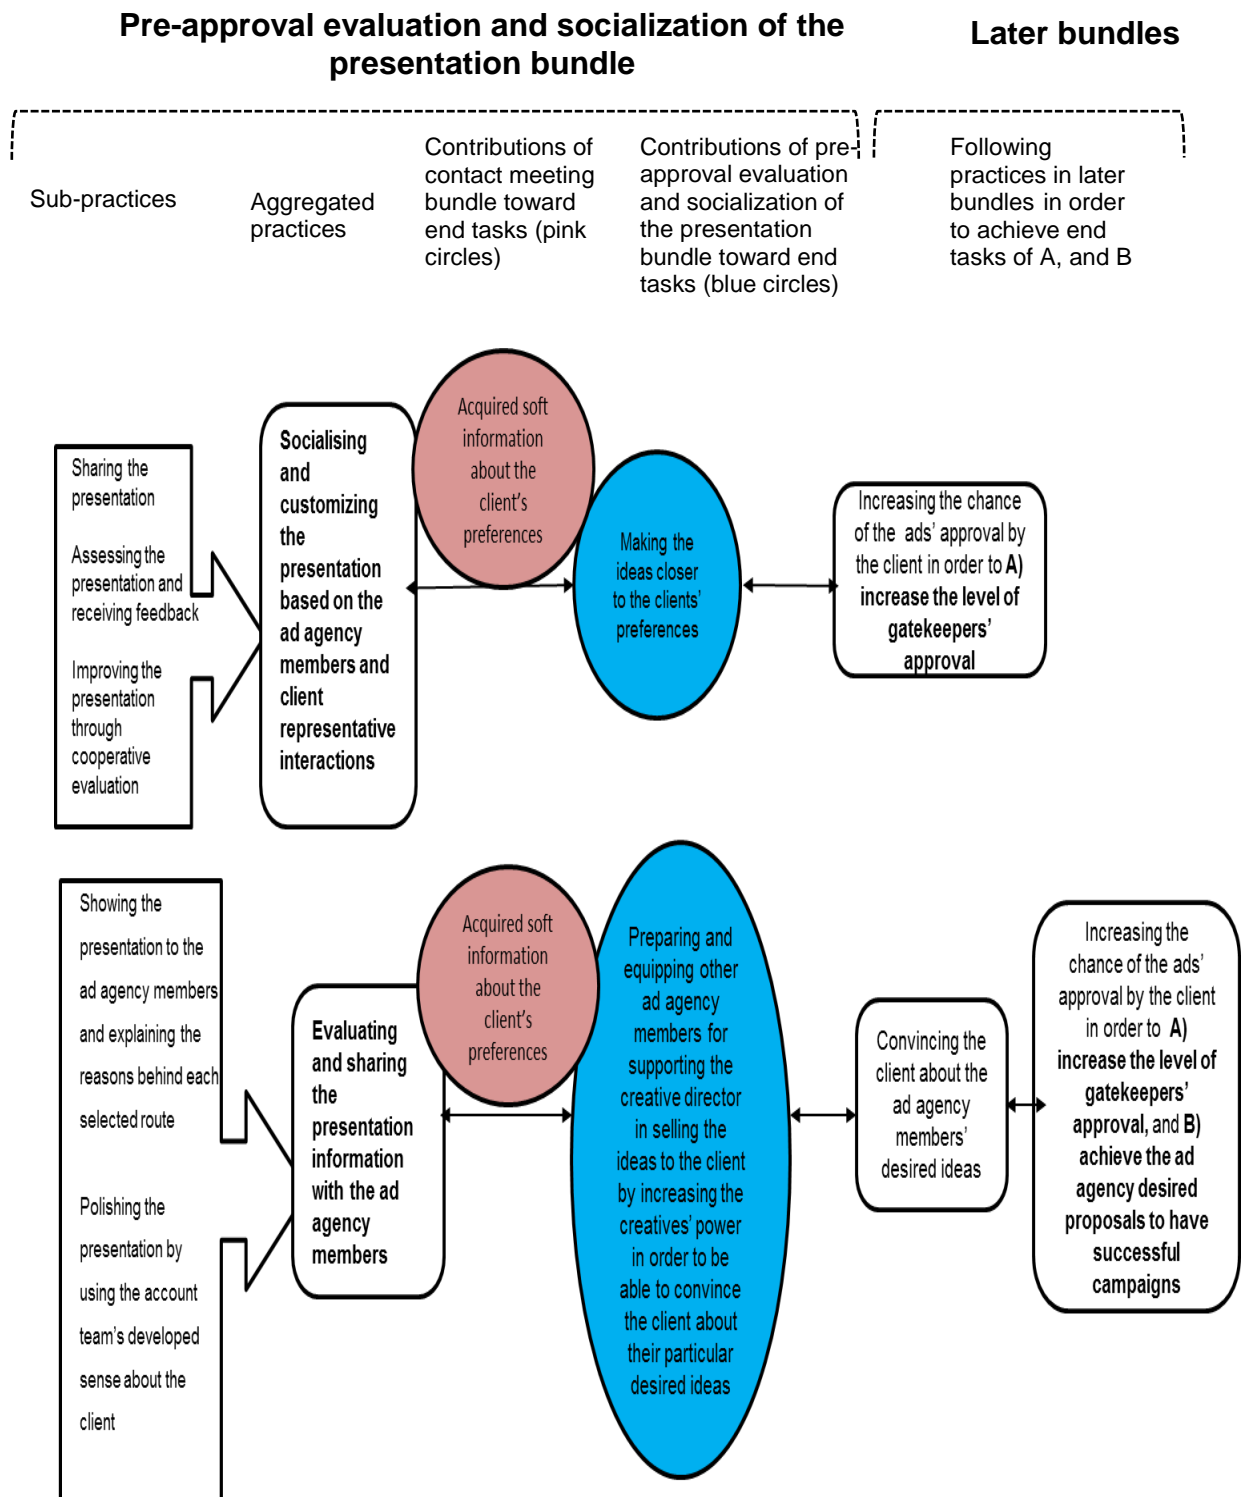 Pre-approval evaluation and socialization of the
presentation bundle
Later bundles
Sub-practices
Aggregated
practices
Contributions of
contact meeting
bundle toward
end tasks (pink
circles)
Contributions of pre-
approval evaluation
and socialization of
the presentation
bundle toward end
tasks (blue circles)
Following
practices in later
bundles in order
to achieve end
tasks of A, and B
Sharing the
presentation
Assessing the
presentation and
receiving feedback
Improving the
presentation
through
cooperative
evaluation
Socialising
and
customizing
the
presentation
based on the
ad agency
members and
client
representative
interactions
Acquired soft
information
about the
client's
preferences
Making the
ideas closer
to the clients'
preferences
Increasing the chance
of the ads' approval by
the client in order to A)
increase the level of
gatekeepers'
approval
Showing the
presentation to the
ad agency members
and explaining the
reasons behind each
selected route
Polishing the
presentation by
using the account
team's developed
sense about the
client
Evaluating
and sharing
the
presentation
information
with the ad
agency
members
Acquired soft
information
about the
client's
preferences
Preparing and
equipping other
ad agency
members for
supporting the
creative director
in selling the
ideas to the client
by increasing the
creatives' power
in order to be
able to convince
the client about
their particular
desired ideas
Convincing the
client about the
ad agency
members'
desired ideas
Increasing the
chance of the ads'
approval by the client
in order to A)
increase the level of
gatekeepers'
approval, and B)
achieve the ad
agency desired
proposals to have
successful
campaigns